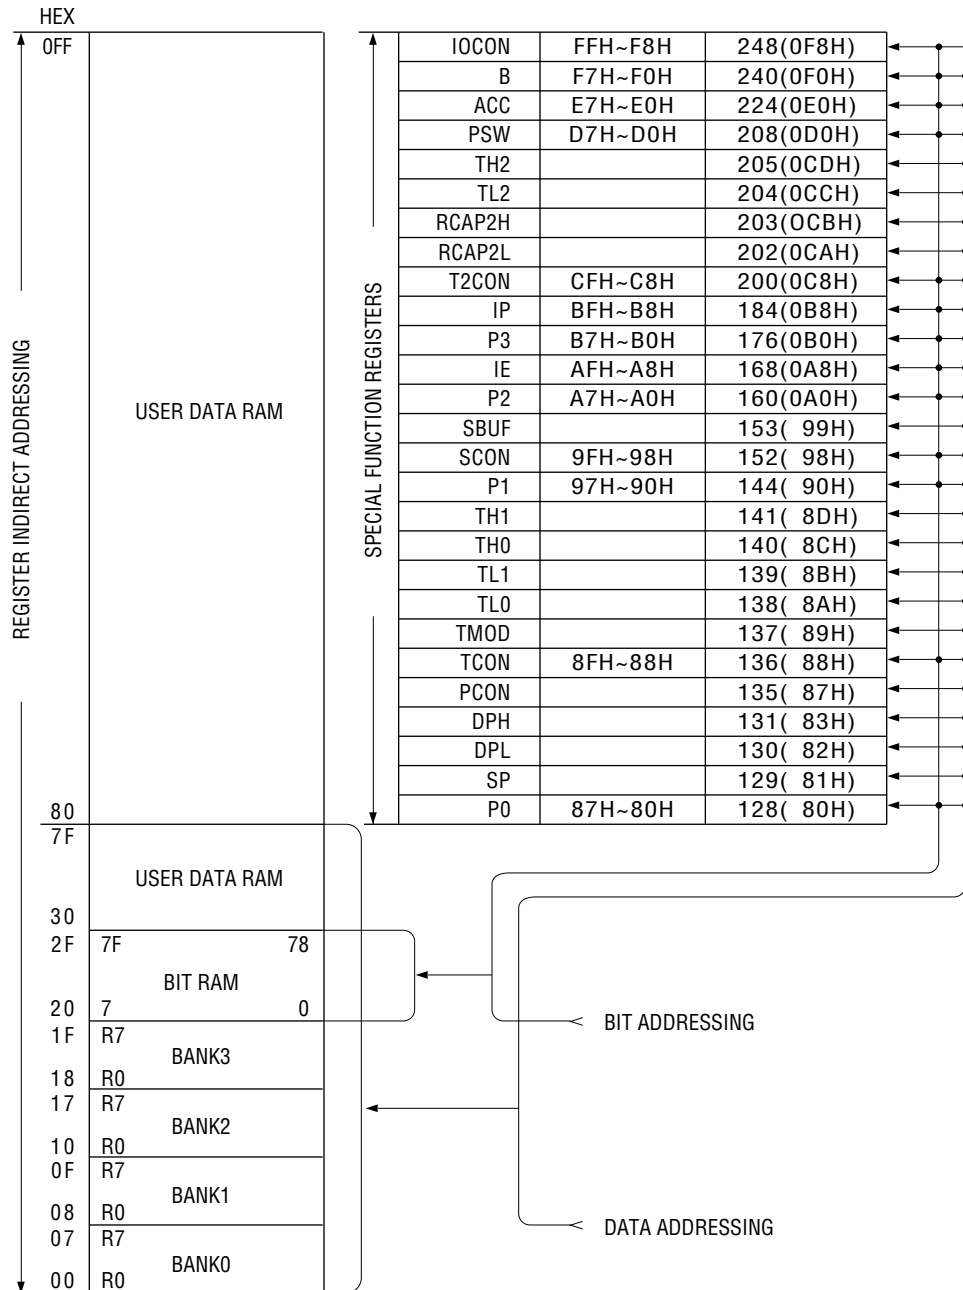 HEX
0FF
IOCON FFH~F8H 248(0F8H)
B F7H~F0H 240(0F0H)
ACC E7H~E0H 224(0E0H)
PSW D7H~D0H 208(0D0H)
TH2 205(0CDH)
TL2 204(0CCH)
RCAP2H 203(OCBH)
RCAP2L 202(0CAH)
T2CON CFH~C8H 200(0C8H)
IP BFH~B8H 184(0B8H)
P3 B7H~B0H 176(0B0H)
IE AFH~A8H 168(0A8H)
P2 A7H~A0H 160(0A0H)
SBUF 153( 99H)
SCON 9FH~98H 152( 98H)
P1 97H~90H 144( 90H)
TH1 141( 8DH)
TH0 140( 8CH)
TL1 139( 8BH)
TL0 138( 8AH)
TMOD 137( 89H)
TCON 8FH~88H 136( 88H)
PCON 135( 87H)
DPH 131( 83H)
DPL 130( 82H)
SP 129( 81H)
P0 87H~80H 128( 80H)
REGISTER INDIRECT ADDRESSING
USER DATA RAM
SPECIAL FUNCTION REGISTERS
80
7F
USER DATA RAM
30
2F 7F 78
BIT RAM
20 7 0
1F R7
BANK3
18 R0
17 R7
BANK2
10 R0
0F R7
BANK1
08 R0
07 R7
BANK0
00 R0
BIT ADDRESSING
DATA ADDRESSING